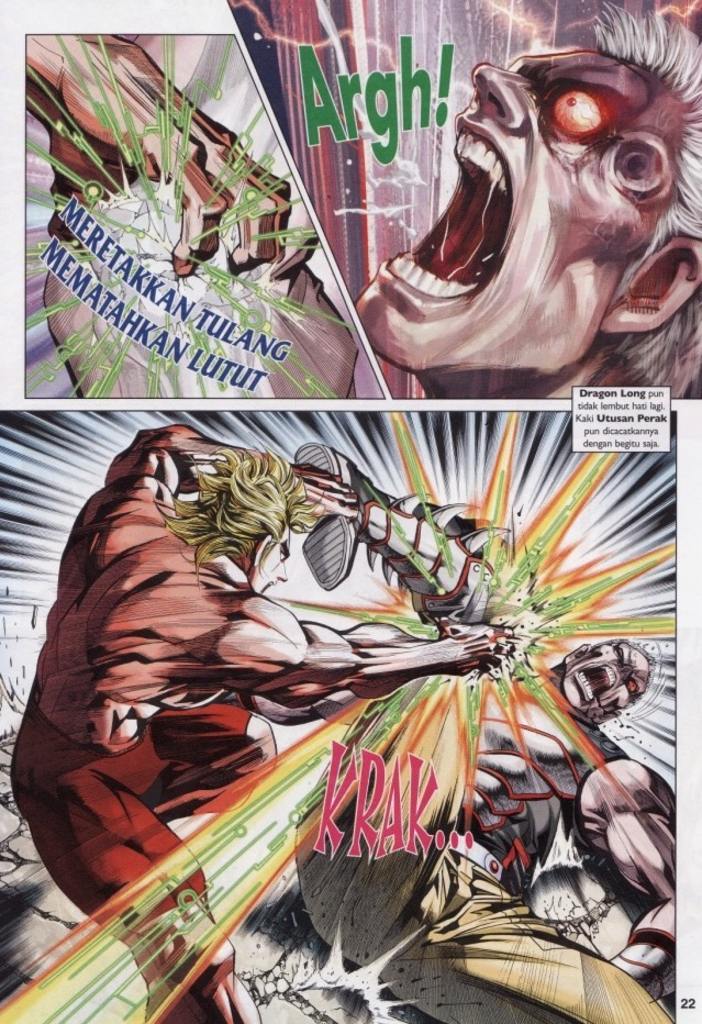 Argh!
MERETAKKAN TULANG
MEMATAHKAN LUTUT
Dragon Long pun
tidak lembut hati lagi.
Kaki Utusan Perak
pun dicacatkannya
dengan begitu saja.
KRAK...
22